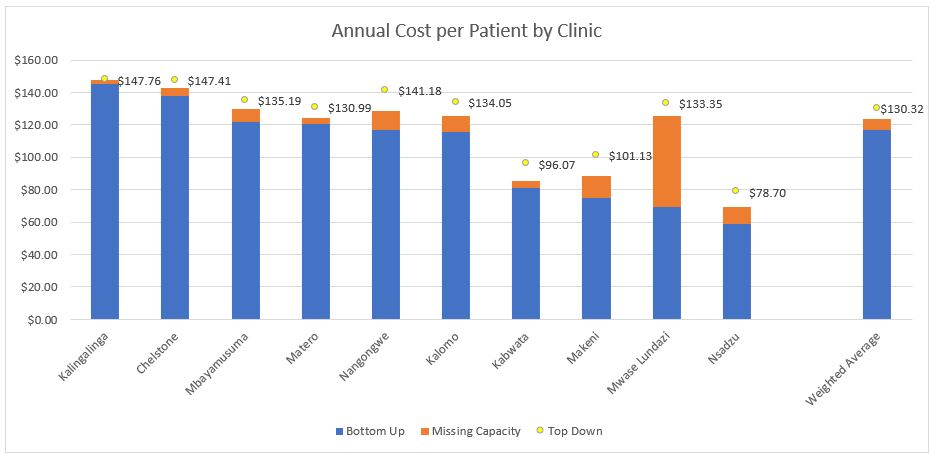 Annual Cost per Patient by Clinic
$160.00
$140.00
$120.00
$100.00
$80.00
$60.00
$40.00
$20.00
$0.00
$147.76
$147.41
$135.19
$130.99
$141.18
$134.05
$96.07
$101.13
$133.35
$78.70
$130.32
Kalingalinga
Chelstone
Mbayamusuma
Matero
Nangongwe
Kalomo
Kabwata
Makeni
Mwase Lundazi
Nsadzu
Weighted Average
Bottom Up Missing Capacity Top Down